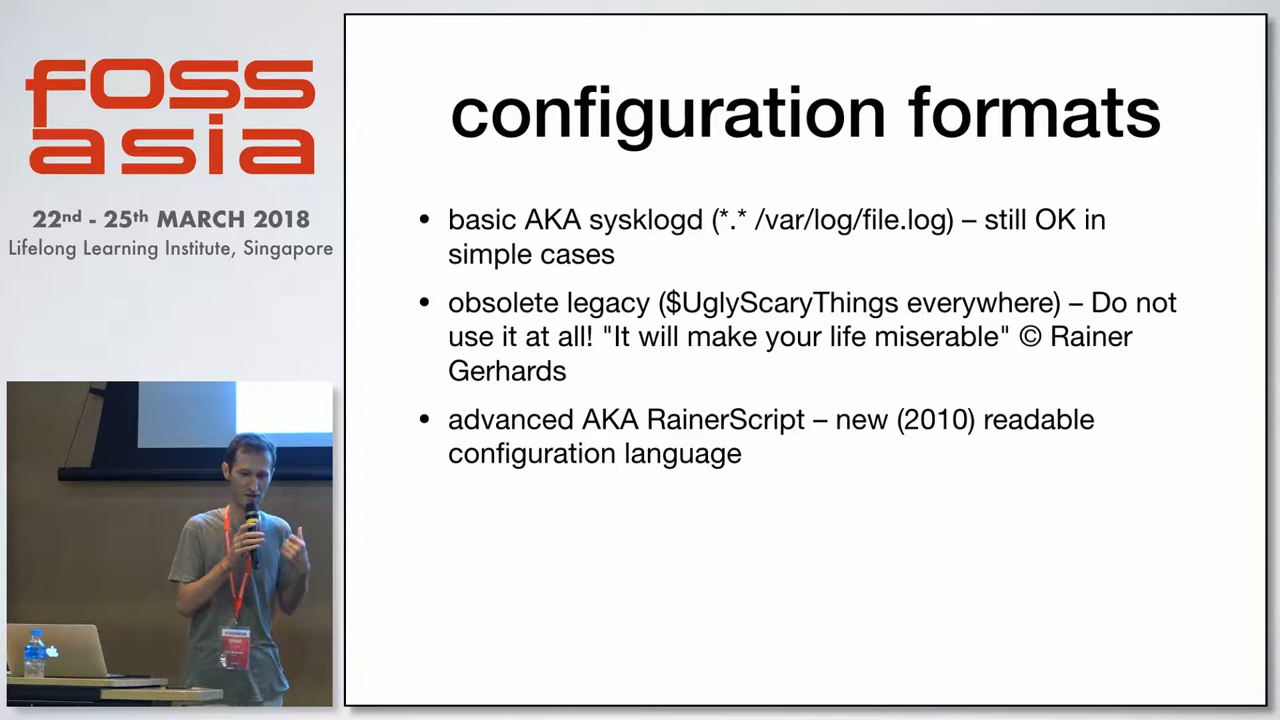 foss
asia
22nd - 25th MARCH 2018
Lifelong Learning Institute, Singapore
configuration formats
• basic AKA sysklogd (*.* /var/log/file.log) – still OK in
simple cases
• obsolete legacy ($UglyScaryThings everywhere) – Do not
use it at all! "It will make your life miserable" © Rainer
Gerhards
• advanced AKA RainerScript – new (2010) readable
configuration language